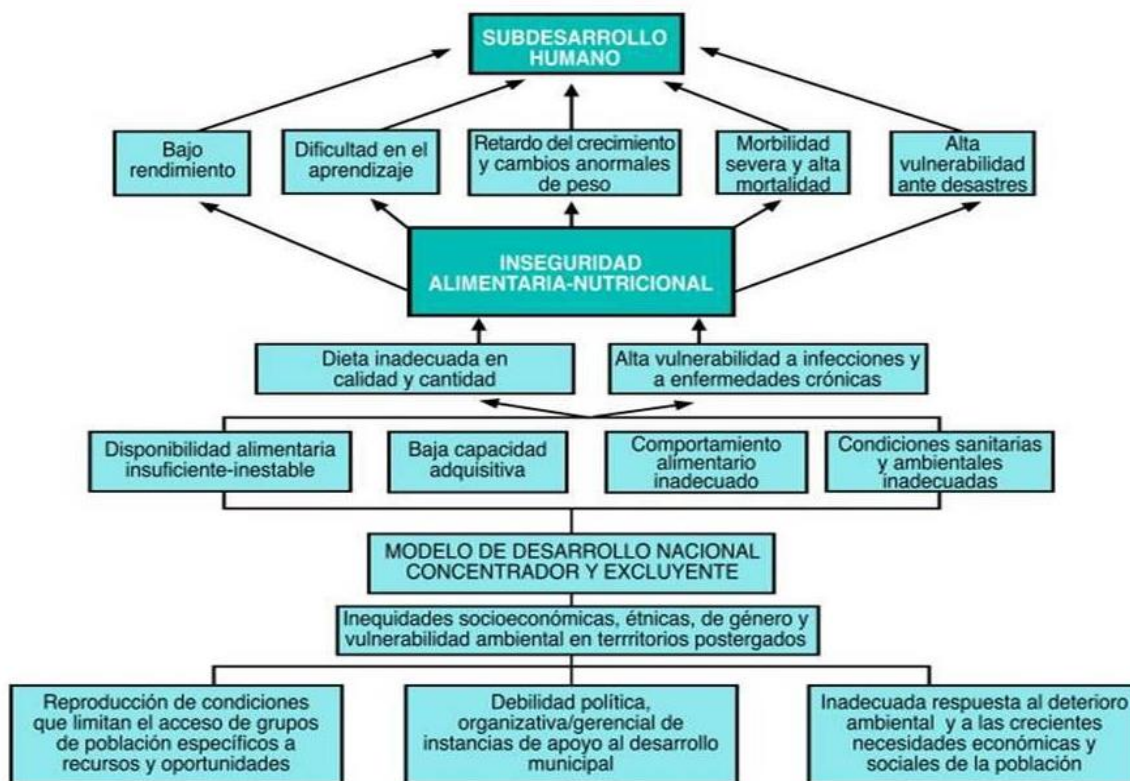 SUBDESARROLLO
HUMANO
Bajo
rendimiento
Dificultad en el
aprendizaje
Retardo del crecimiento
y cambios anormales
de peso
Morbilidad
severa y alta
mortalidad
Alta
vulnerabilidad
ante desastres
INSEGURIDAD
ALIMENTARIA-NUTRICIONAL
Dieta inadecuada en
calidad y cantidad
Alta vulnerabilidad a infecciones y
a enfermedades crónicas
Disponibilidad alimentaria
insuficiente-inestable
Baja capacidad
adquisitiva
Comportamiento
alimentario
inadecuado
Condiciones sanitarias
y ambientales
inadecuadas
MODELO DE DESARROLLO NACIONAL
CONCENTRADOR Y EXCLUYENTE
Inequidades socioeconómicas, étnicas, de género y
vulnerabilidad ambiental en terrritorios postergados
Reproducción de condiciones
que limitan el acceso de grupos
de población específicos a
recursos y oportunidades
Debilidad política,
organizativa/gerencial de
instancias de apoyo al desarrollo
municipal
Inadecuada respuesta al deterioro
ambiental y a las crecientes
necesidades económicas y
sociales de la población